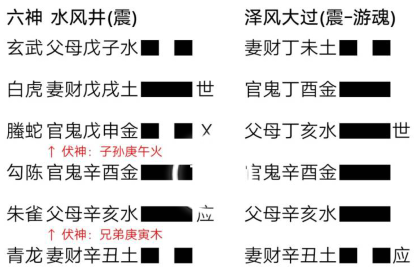 六神 水风井(震) 泽风大过(震-游魂)
玄武 父母戊子水 妻财丁未土
白虎 妻财戊戌土 世 官鬼丁酉金
螣蛇 官鬼戊申金 X 父母丁亥水 世
↑ 伏神：子孙庚午火
勾陈 官鬼辛酉金 官鬼辛酉金
朱雀 父母辛亥水 应 父母辛亥水
↑ 伏神：兄弟庚寅木
青龙 妻财辛丑土 妻财辛丑土 应